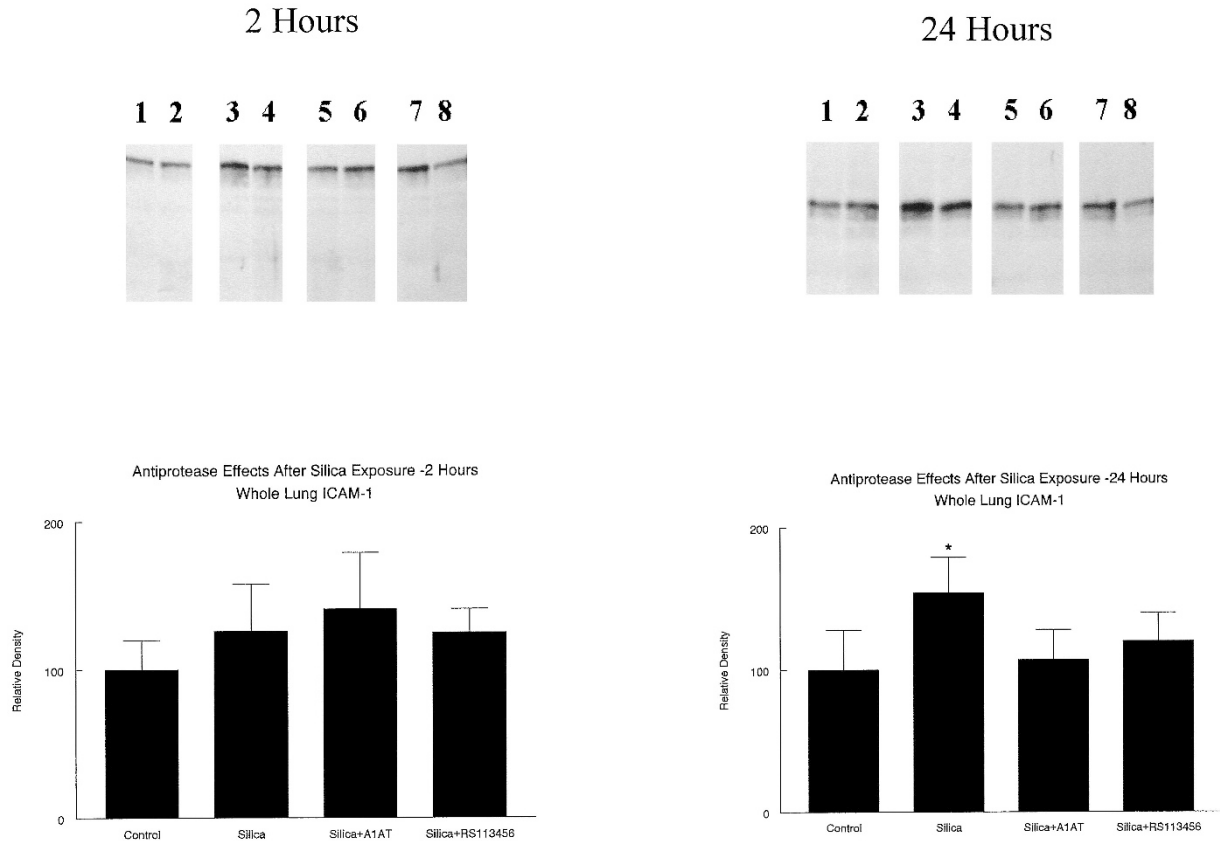 2 Hours
1 2 3 4 5 6 7 8
24 Hours
1 2 3 4 5 6 7 8
Antiprotease Effects After Silica Exposure -2 Hours
Whole Lung ICAM-1
200
100
0
Relative Density
Control Silica Silica+A1AT Silica+RS113456
Antiprotease Effects After Silica Exposure -24 Hours
Whole Lung ICAM-1
200
*
100
0
Relative Density
Control Silica Silica+A1AT Silica+RS113456